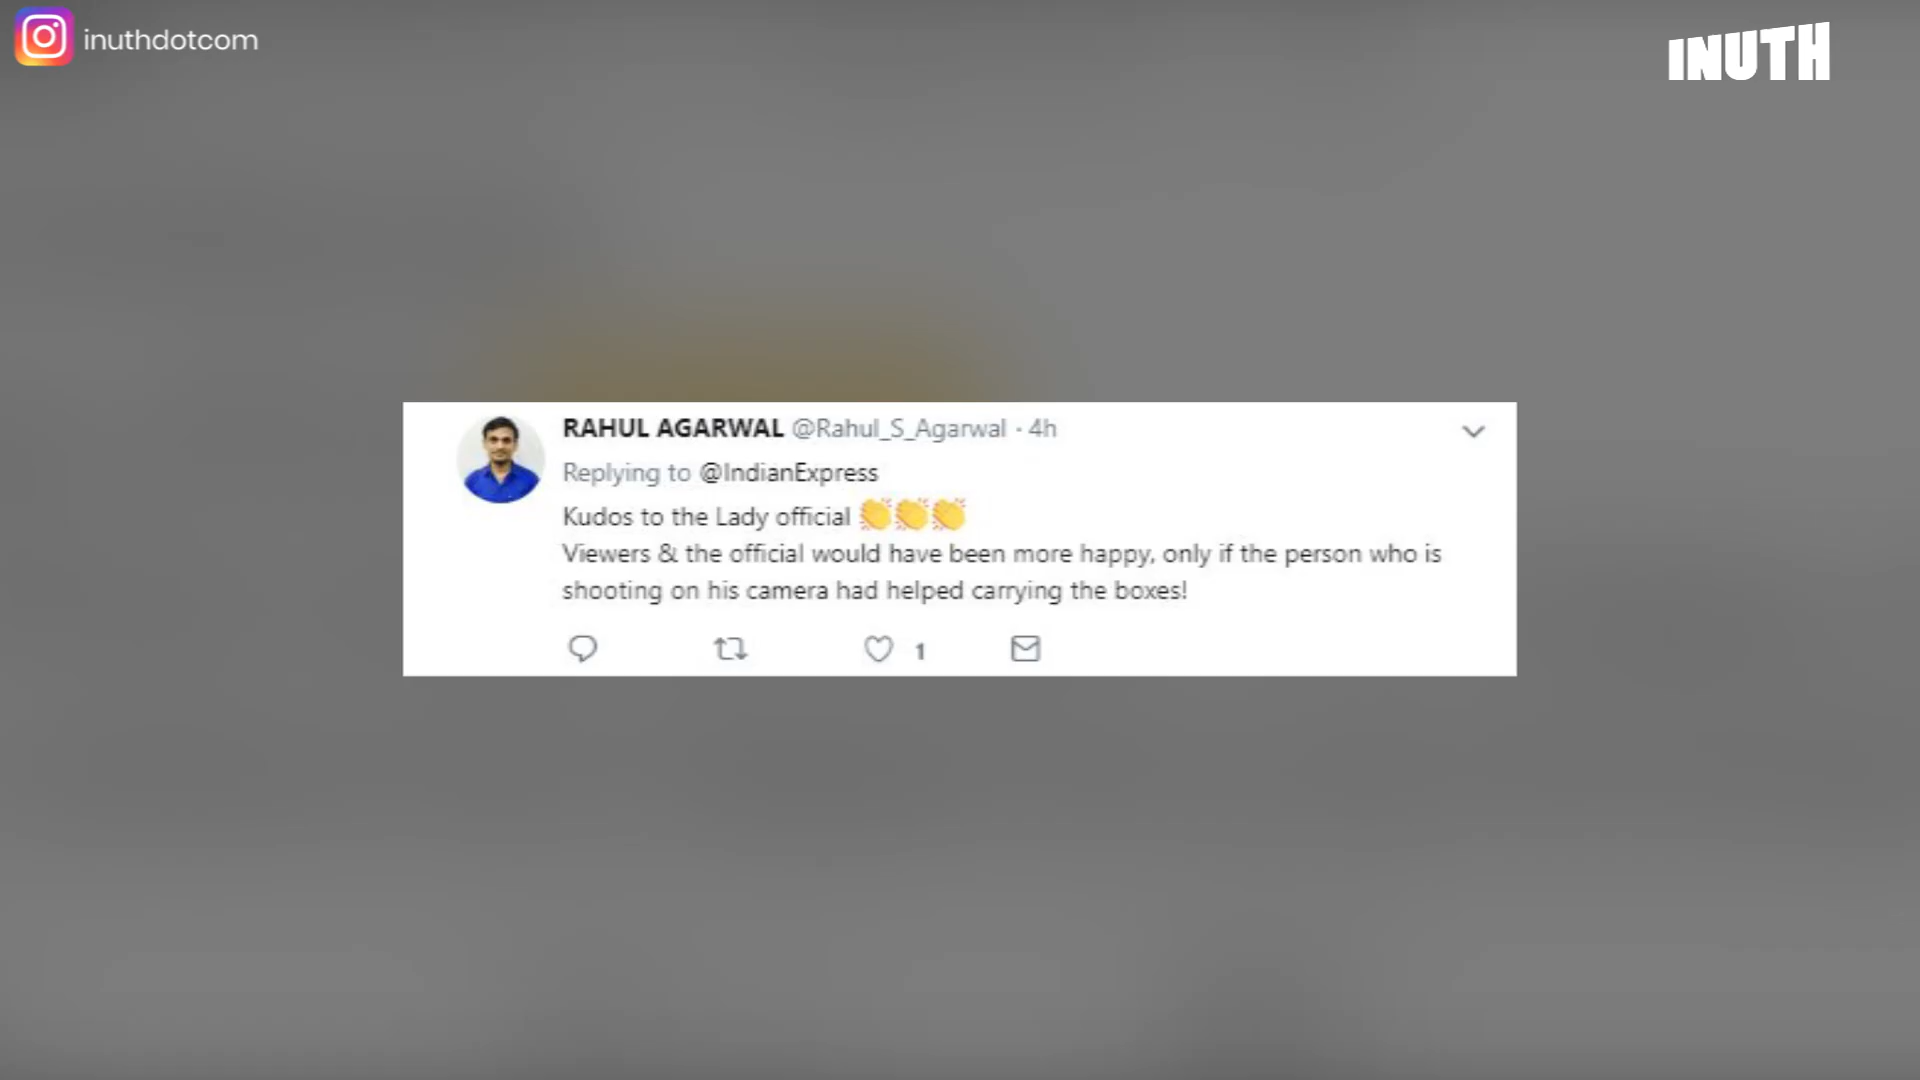 inuthdotcom
INUTH
RAHUL AGARWAL @Rahul_S_Agarwal · 4h
Replying to @IndianExpress
Kudos to the Lady official 👏👏👏
Viewers & the official would have been more happy, only if the person who is
shooting on his camera had helped carrying the boxes!
1